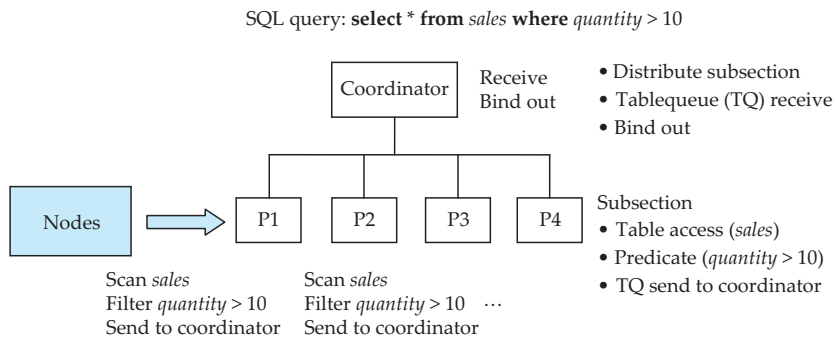 SQL query: select * from sales where quantity > 10
Coordinator
Receive
Bind out
• Distribute subsection
• Tablequeue (TQ) receive
• Bind out
Nodes
P1
P2
P3
P4
Subsection
• Table access (sales)
• Predicate (quantity > 10)
• TQ send to coordinator
Scan sales
Filter quantity > 10
Send to coordinator
Scan sales
Filter quantity > 10 ...
Send to coordinator